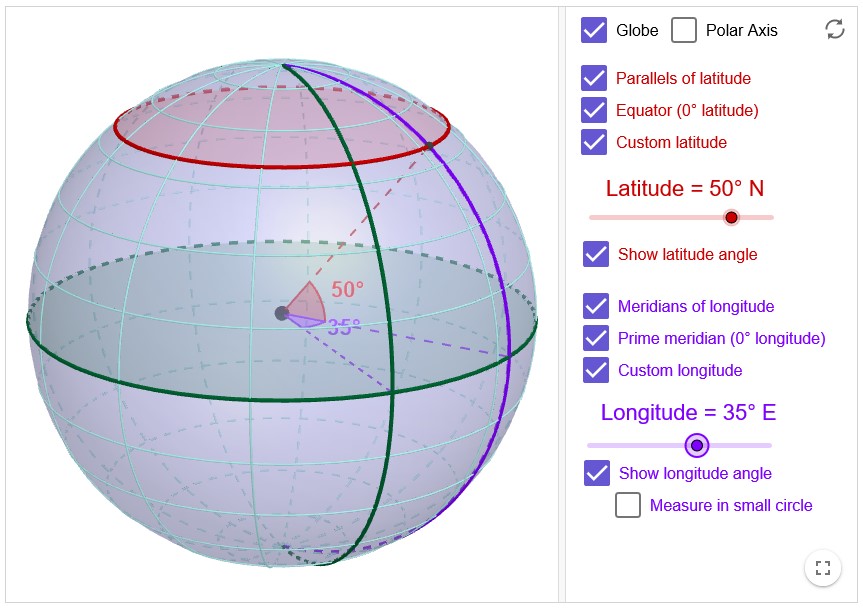 Globe
Polar Axis
Parallels of latitude
Equator (0° latitude)
Custom latitude
Latitude = 50° N
Show latitude angle
50°
35°
Meridians of longitude
Prime meridian (0° longitude)
Custom longitude
Longitude = 35° E
Show longitude angle
Measure in small circle